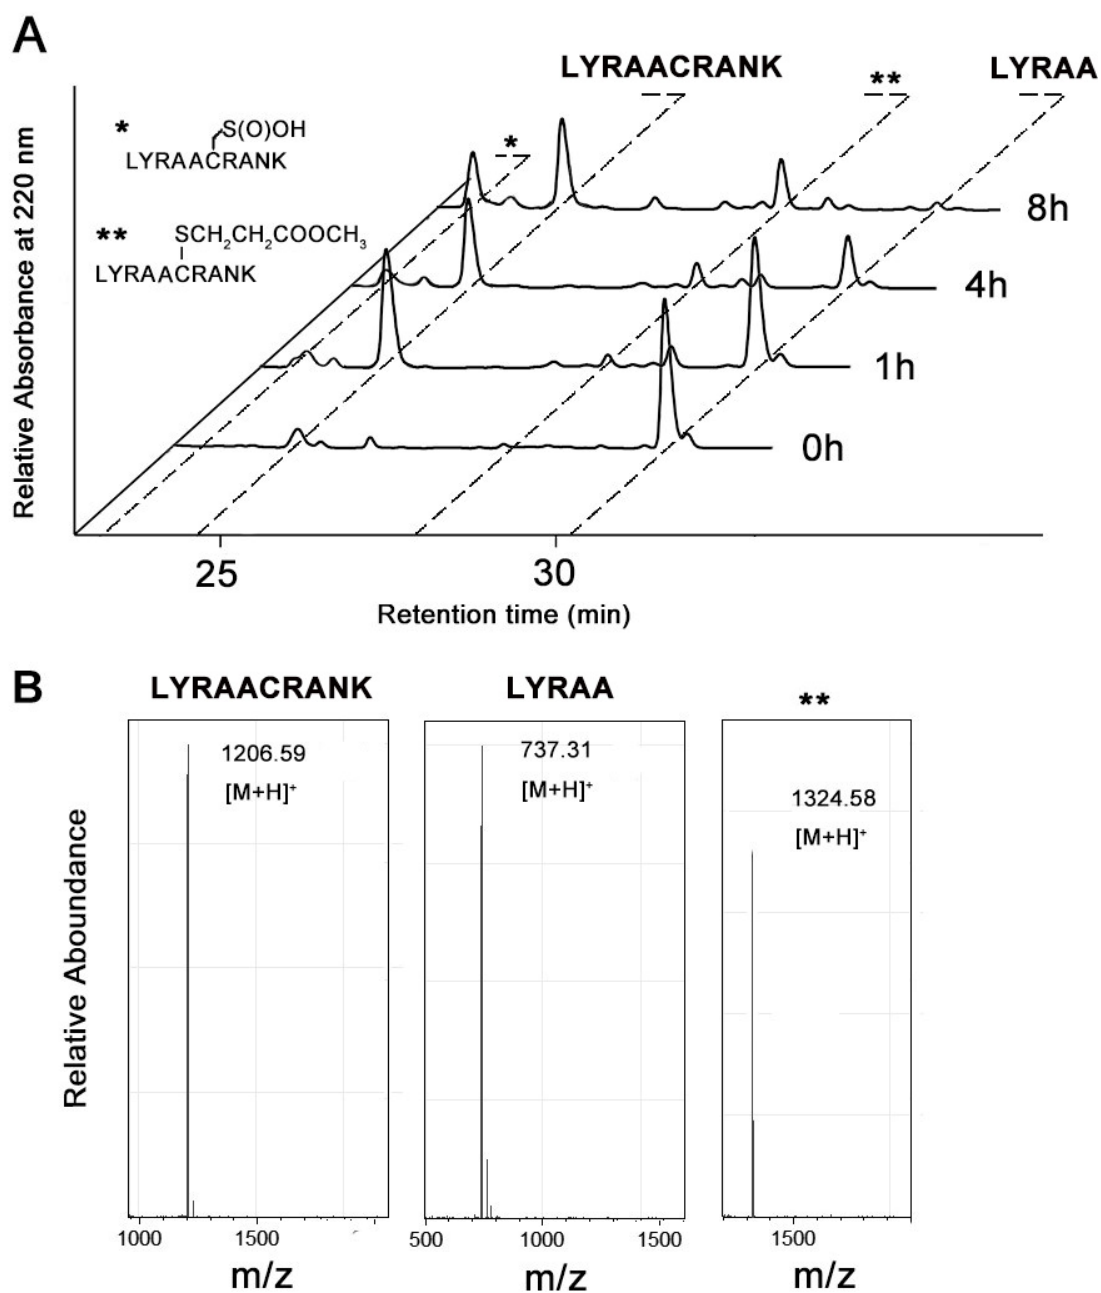 A
LYRAACRANK
**
LYRAA
*
S(O)OH
LYRAACRANK
*
**
SCH₂CH₂COOCH₃
LYRAACRANK
8h
4h
1h
0h
Relative Absorbance at 220 nm
25
30
Retention time (min)
B
LYRAACRANK
LYRAA
**
1206.59
[M+H]⁺
737.31
[M+H]⁺
1324.58
[M+H]⁺
Relative Aboundance
1000
1500
500
1000
1500
1500
m/z
m/z
m/z